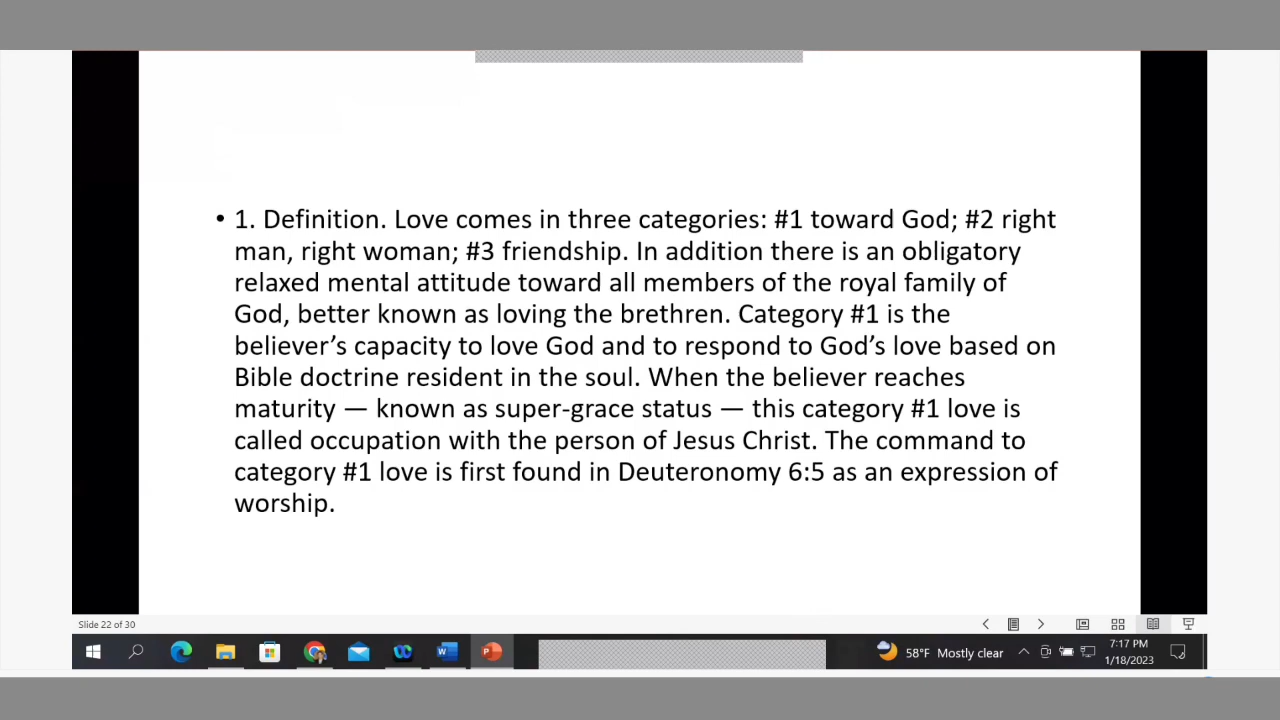 • 1. Definition. Love comes in three categories: #1 toward God; #2 right
man, right woman; #3 friendship. In addition there is an obligatory
relaxed mental attitude toward all members of the royal family of
God, better known as loving the brethren. Category #1 is the
believer’s capacity to love God and to respond to God’s love based on
Bible doctrine resident in the soul. When the believer reaches
maturity — known as super-grace status — this category #1 love is
called occupation with the person of Jesus Christ. The command to
category #1 love is first found in Deuteronomy 6:5 as an expression of
worship.
Slide 22 of 30
58°F Mostly clear
7:17 PM
1/18/2023